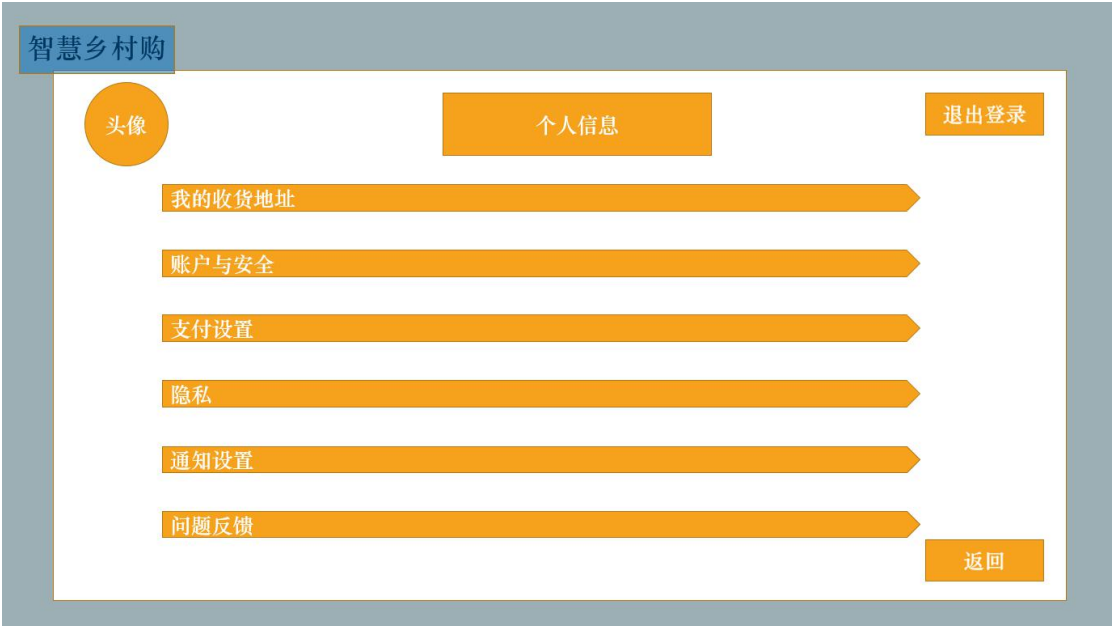 智慧乡村购
头像
个人信息
退出登录
我的收货地址
账户与安全
支付设置
隐私
通知设置
问题反馈
返回